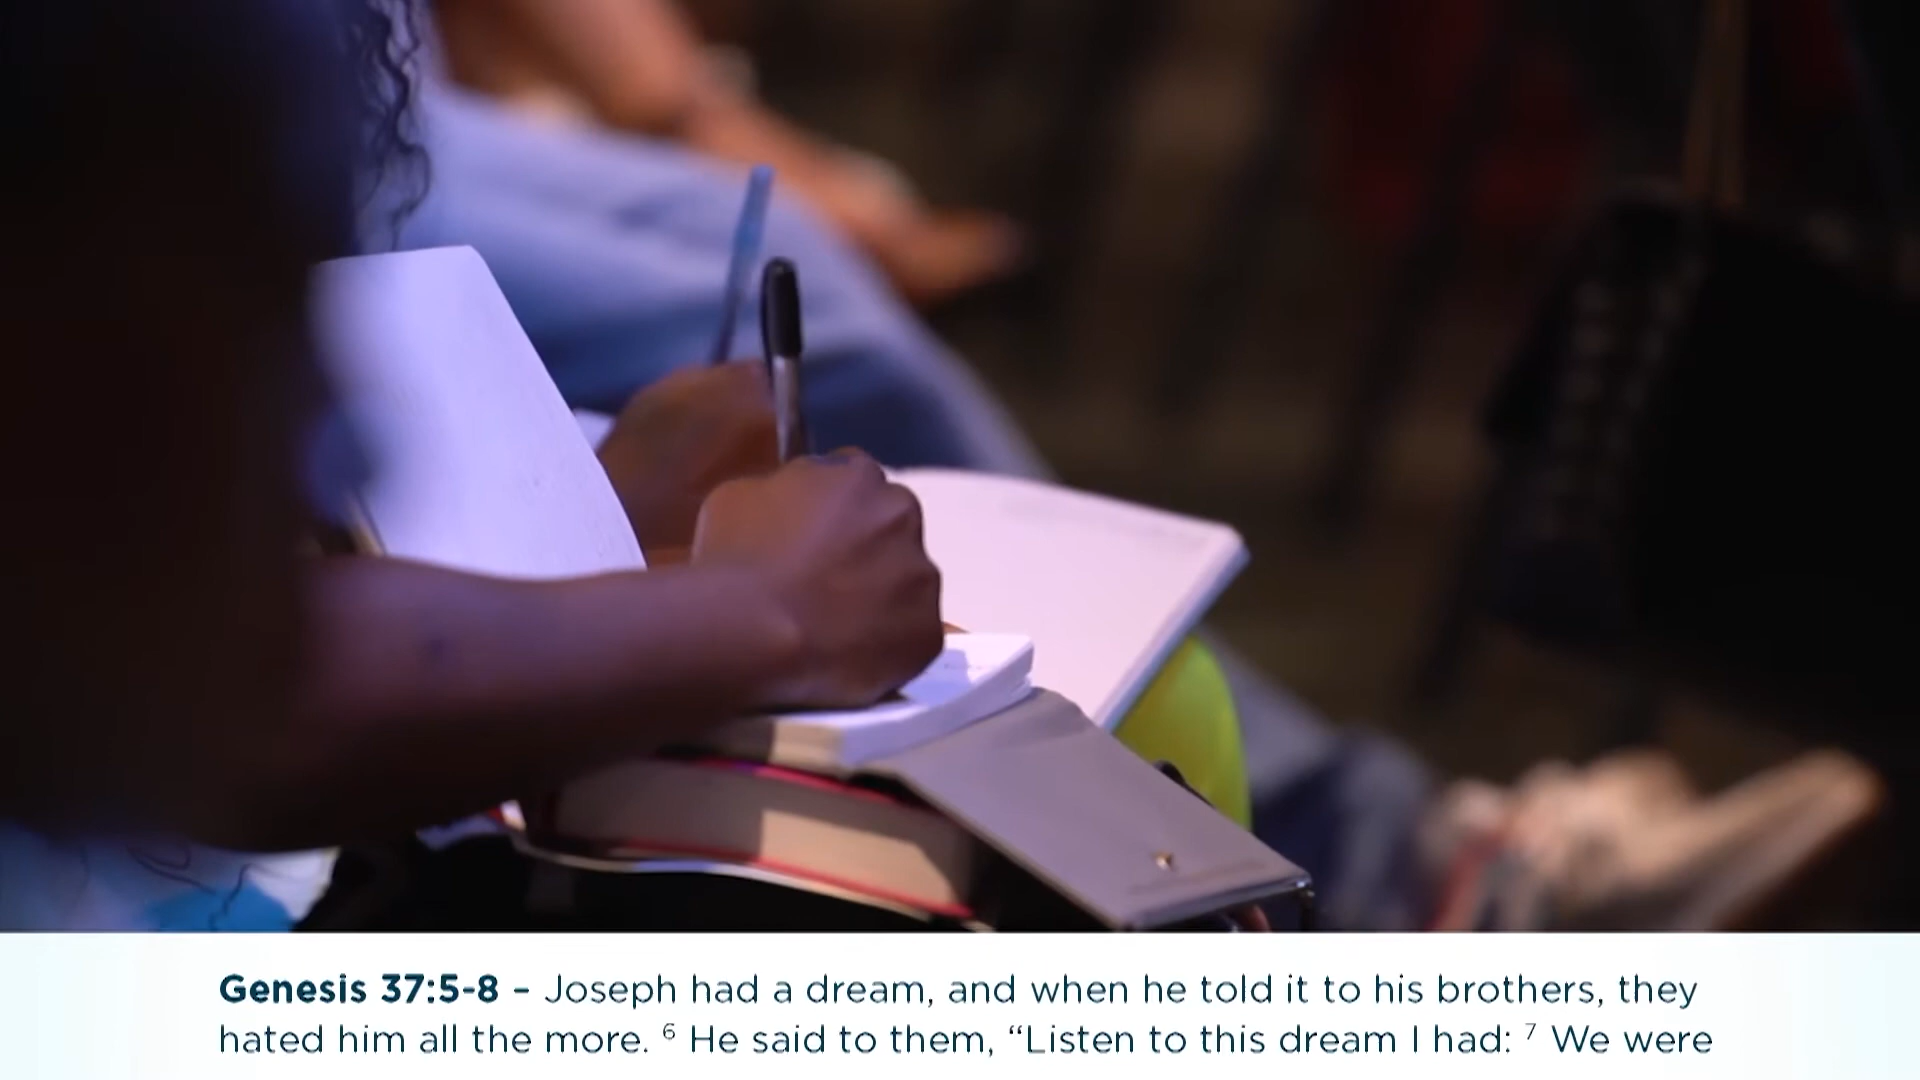 Genesis 37:5-8 – Joseph had a dream, and when he told it to his brothers, they
hated him all the more. ⁶ He said to them, “Listen to this dream I had: ⁷ We were